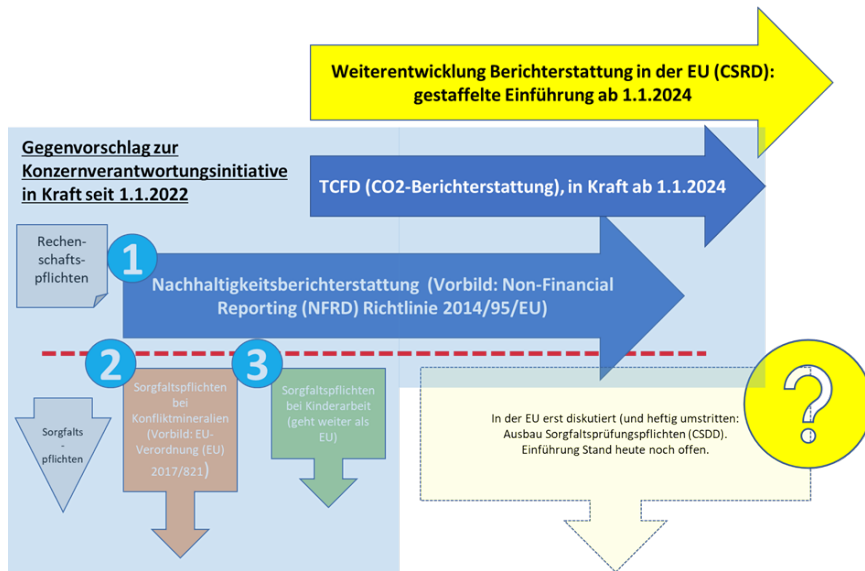 Weiterentwicklung Berichterstattung in der EU (CSRD):
gestaffelte Einführung ab 1.1.2024
Gegenvorschlag zur
Konzernverantwortungsinitiative
in Kraft seit 1.1.2022
TCFD (CO2-Berichterstattung), in Kraft ab 1.1.2024
Rechen-
schafts-
pflichten
1
Nachhaltigkeitsberichterstattung (Vorbild: Non-Financial
Reporting (NFRD) Richtlinie 2014/95/EU)
2
3
Sorgfalts
-
pflichten
Sorgfaltspflichten
bei
Konfliktmineralien
(Vorbild: EU-
Verordnung (EU)
2017/821)
Sorgfaltspflichten
bei Kinderarbeit
(geht weiter als
EU)
?
In der EU erst diskutiert (und heftig umstritten:
Ausbau Sorgfaltsprüfungspflichten (CSDD).
Einführung Stand heute noch offen.